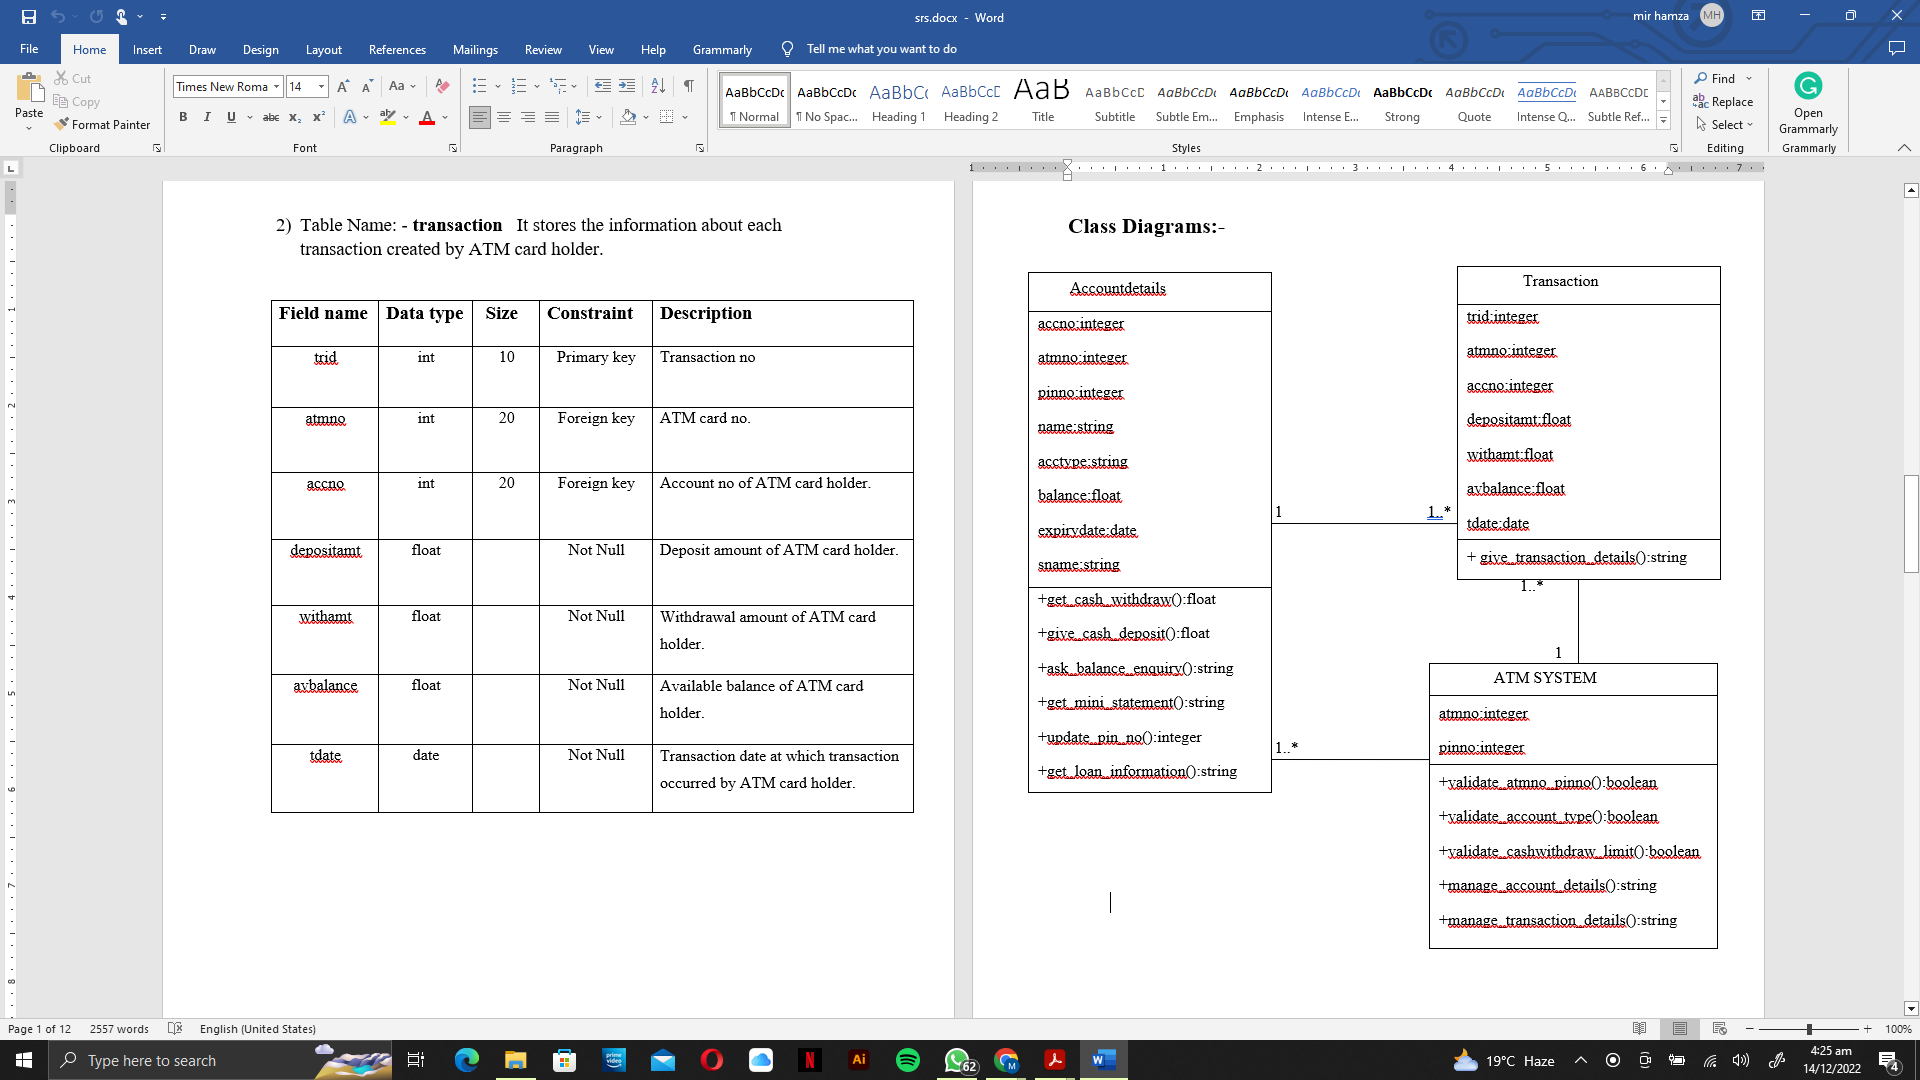 srs.docx - Word
mir hamza
MH
File
Home
Insert
Draw
Design
Layout
References
Mailings
Review
View
Help
Grammarly
Tell me what you want to do
Paste
Cut
Copy
Format Painter
Clipboard
Times New Roma
14
Font
Paragraph
AaBbCcDc
¶ Normal
AaBbCcDc
¶ No Spac...
AaBbCc
Heading 1
AaBbCcD
Heading 2
AaB
Title
AaBbCcD
Subtitle
AaBbCcDc
Subtle Em...
AaBbCcDc
Emphasis
AaBbCcDc
Intense E...
AaBbCcDc
Strong
AaBbCcDc
Quote
AaBbCcDc
Intense Q...
AABBCCDE
Subtle Ref...
Styles
Find
Replace
Select
Editing
Open
Grammarly
Grammarly
2) Table Name: - transaction It stores the information about each
transaction created by ATM card holder.
Field name Data type Size Constraint Description
trid int 10 Primary key Transaction no
atmno int 20 Foreign key ATM card no.
accno int 20 Foreign key Account no of ATM card holder.
depositamt float Not Null Deposit amount of ATM card holder.
withamt float Not Null Withdrawal amount of ATM card
holder.
avbalance float Not Null Available balance of ATM card
holder.
tdate date Not Null Transaction date at which transaction
occurred by ATM card holder.
Class Diagrams:-
Accountdetails
accno:integer
atmno:integer
pinno:integer
name:string
acctype:string
balance:float
expirydate:date
sname:string
+get_cash_withdraw():float
+give_cash_deposit():float
+ask_balance_enquiry():string
+get_mini_statement():string
+update_pin_no():integer
+get_loan_information():string
1
1..*
Transaction
trid:integer
atmno:integer
accno:integer
depositamt:float
withamt:float
avbalance:float
tdate:date
+ give_transaction_details():string
1..*
1
1..*
ATM SYSTEM
atmno:integer
pinno:integer
+validate_atmno_pinno():boolean
+validate_account_type():boolean
+validate_cashwithdraw_limit():boolean
+manage_account_details():string
+manage_transaction_details():string
Page 1 of 12
2557 words
English (United States)
100%
Type here to search
62
19°C Haze
4:25 am
14/12/2022
4